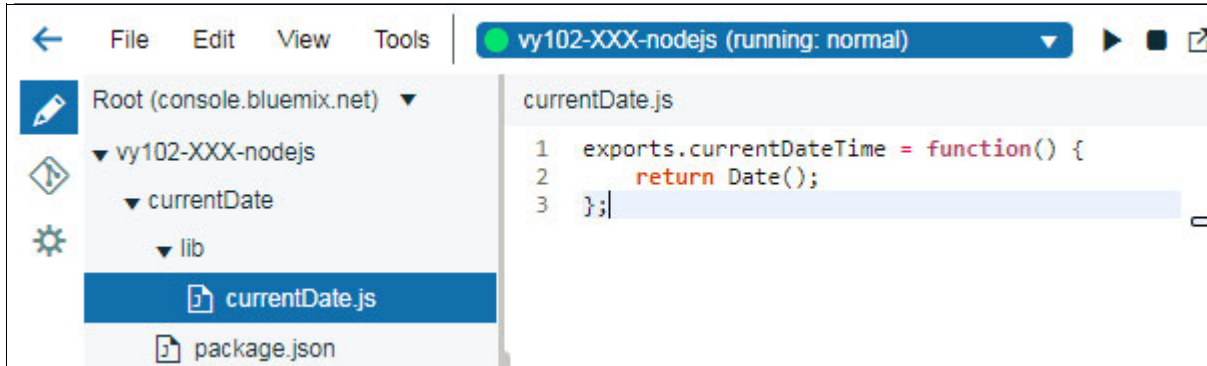 File Edit View Tools vy102-XXX-nodejs (running: normal)
Root (console.bluemix.net)
vy102-XXX-nodejs
currentDate
lib
currentDate.js
package.json
currentDate.js
1 exports.currentDateTime = function() {
2 return Date();
3 };